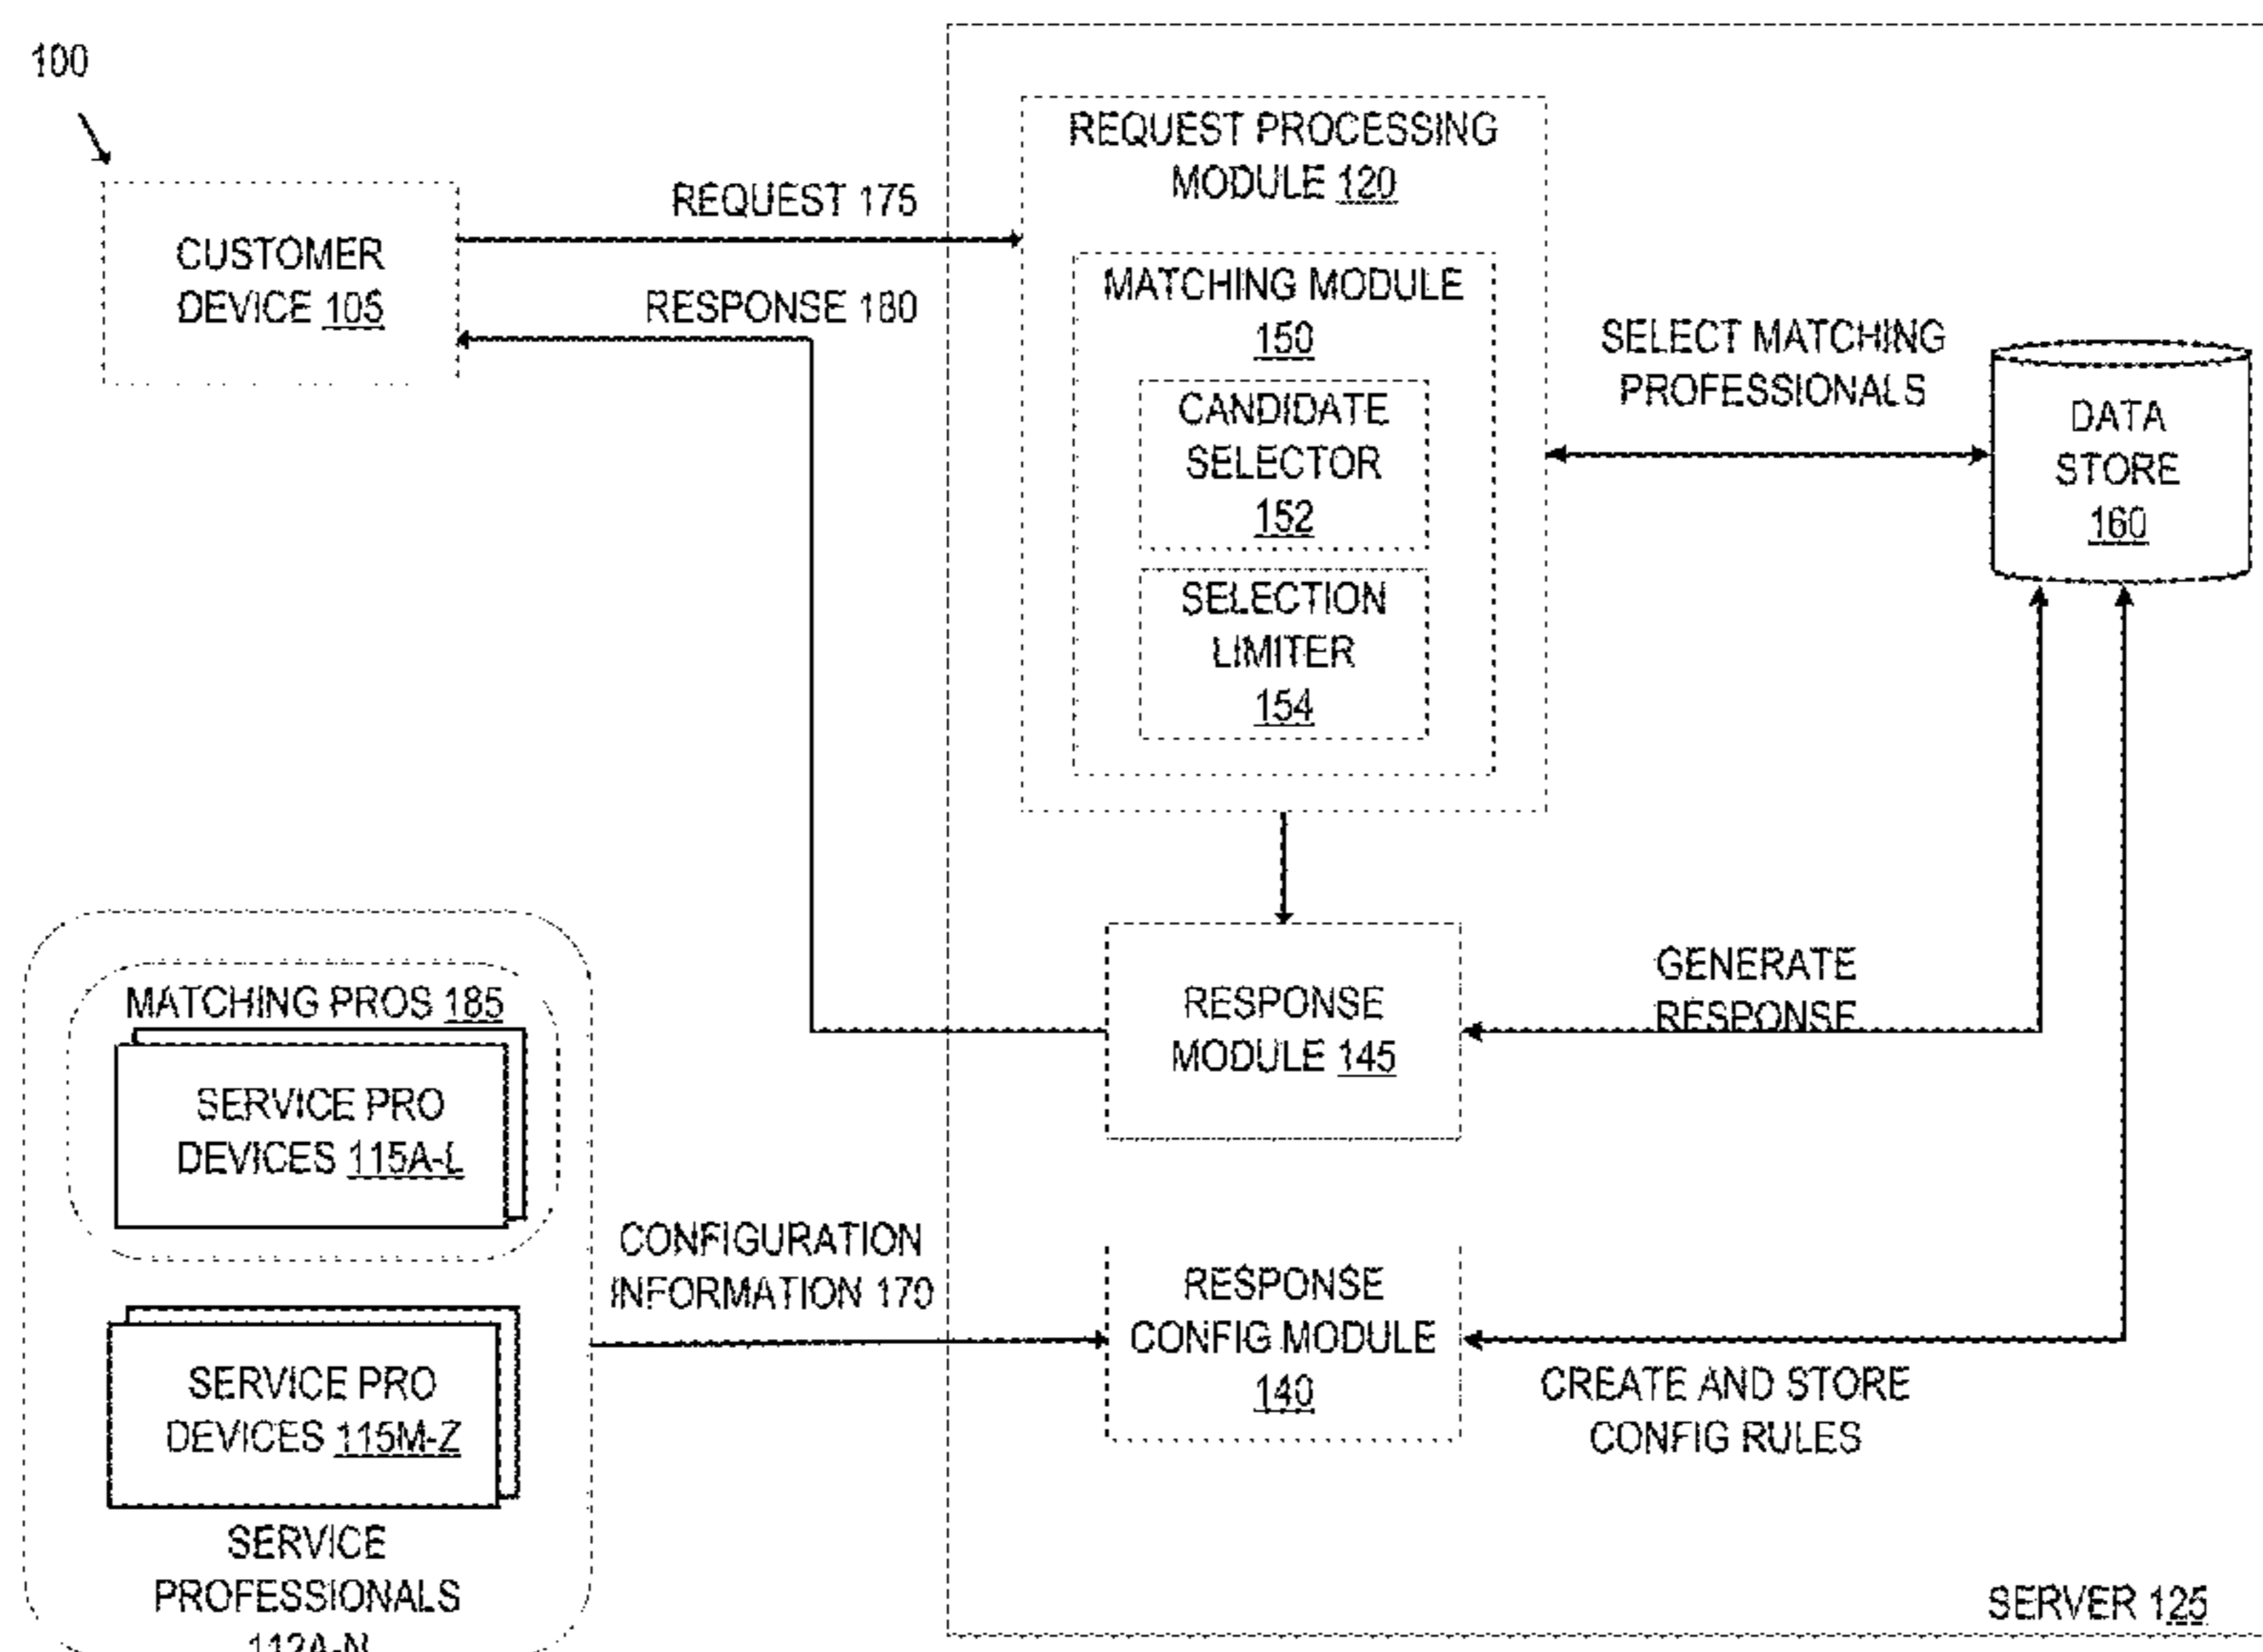 100
CUSTOMER
DEVICE 105
REQUEST 175
RESPONSE 180
REQUEST PROCESSING
MODULE 120
MATCHING MODULE
150
CANDIDATE
SELECTOR
152
SELECTION
LIMITER
154
SELECT MATCHING
PROFESSIONALS
DATA
STORE
160
RESPONSE
MODULE 145
GENERATE
RESPONSE
MATCHING PROS 185
SERVICE PRO
DEVICES 115A-L
SERVICE PRO
DEVICES 115M-Z
SERVICE
PROFESSIONALS
112A-N
CONFIGURATION
INFORMATION 170
RESPONSE
CONFIG MODULE
140
CREATE AND STORE
CONFIG RULES
SERVER 125